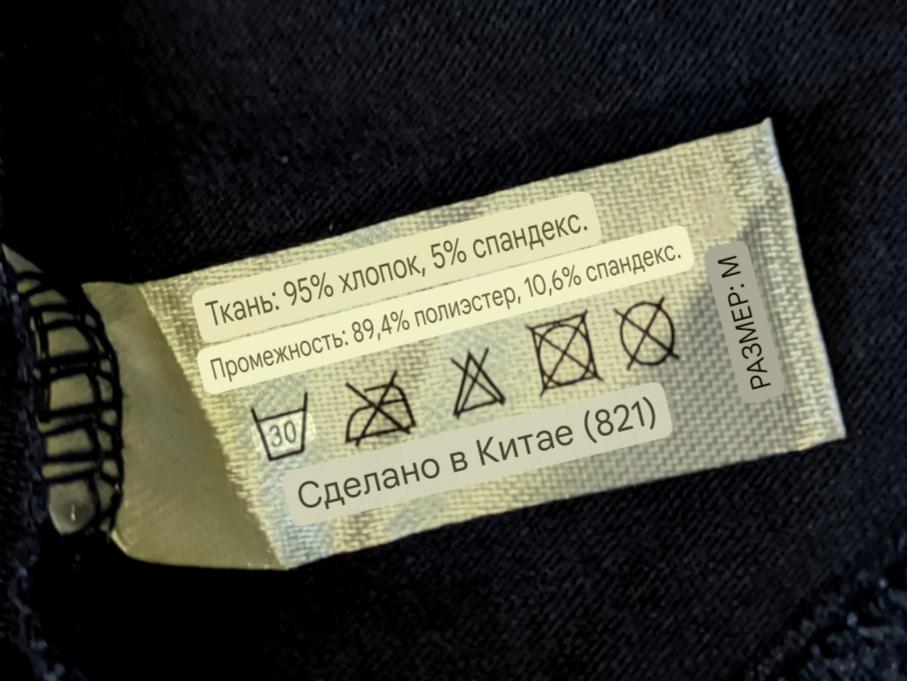 Ткань: 95% хлопок, 5% спандекс.
Промежность: 89,4% полиэстер, 10,6% спандекс.
30
Сделано в Китае (821)
РАЗМЕР: М